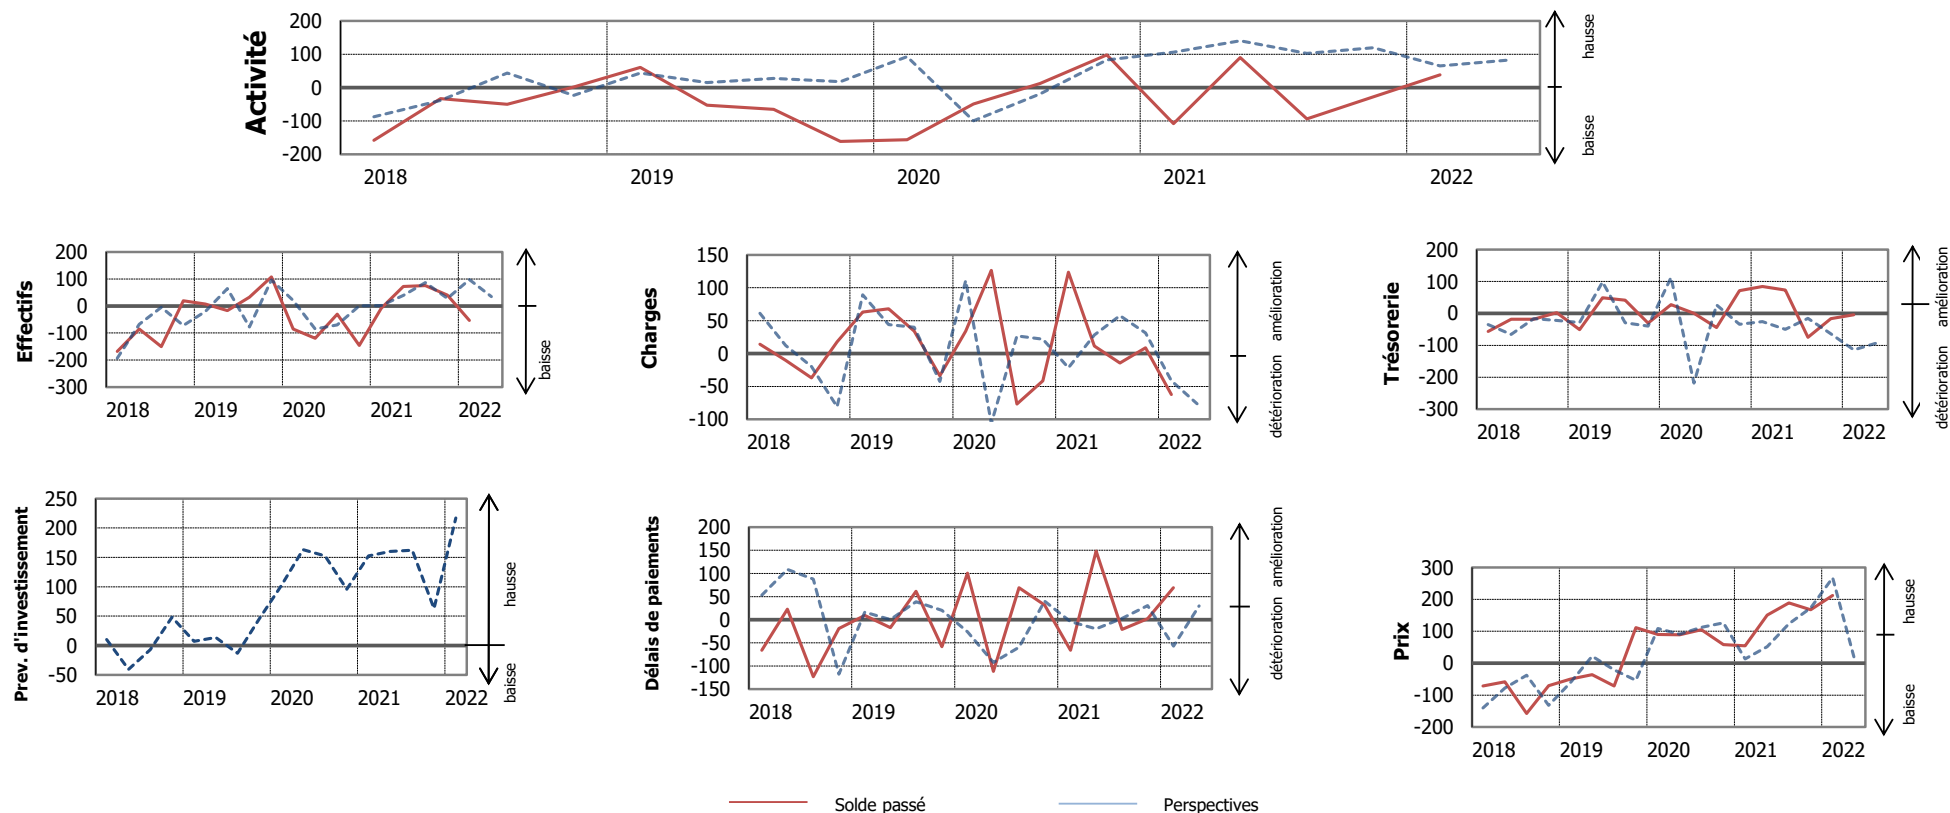 Activité
200
100
0
-100
-200
2018 2019 2020 2021 2022
hausse
baisse
Effectifs
200
100
0
-100
-200
-300
2018 2019 2020 2021 2022
baisse
Charges
150
100
50
0
-50
-100
2018 2019 2020 2021 2022
amélioration
détérioration
Trésorerie
200
100
0
-100
-200
-300
2018 2019 2020 2021 2022
amélioration
détérioration
Prev. d'investissement
250
200
150
100
50
0
-50
2018 2019 2020 2021 2022
hausse
baisse
Délais de paiements
200
150
100
50
0
-50
-100
-150
2018 2019 2020 2021 2022
amélioration
détérioration
Prix
300
200
100
0
-100
-200
2018 2019 2020 2021 2022
hausse
baisse
Solde passé Perspectives